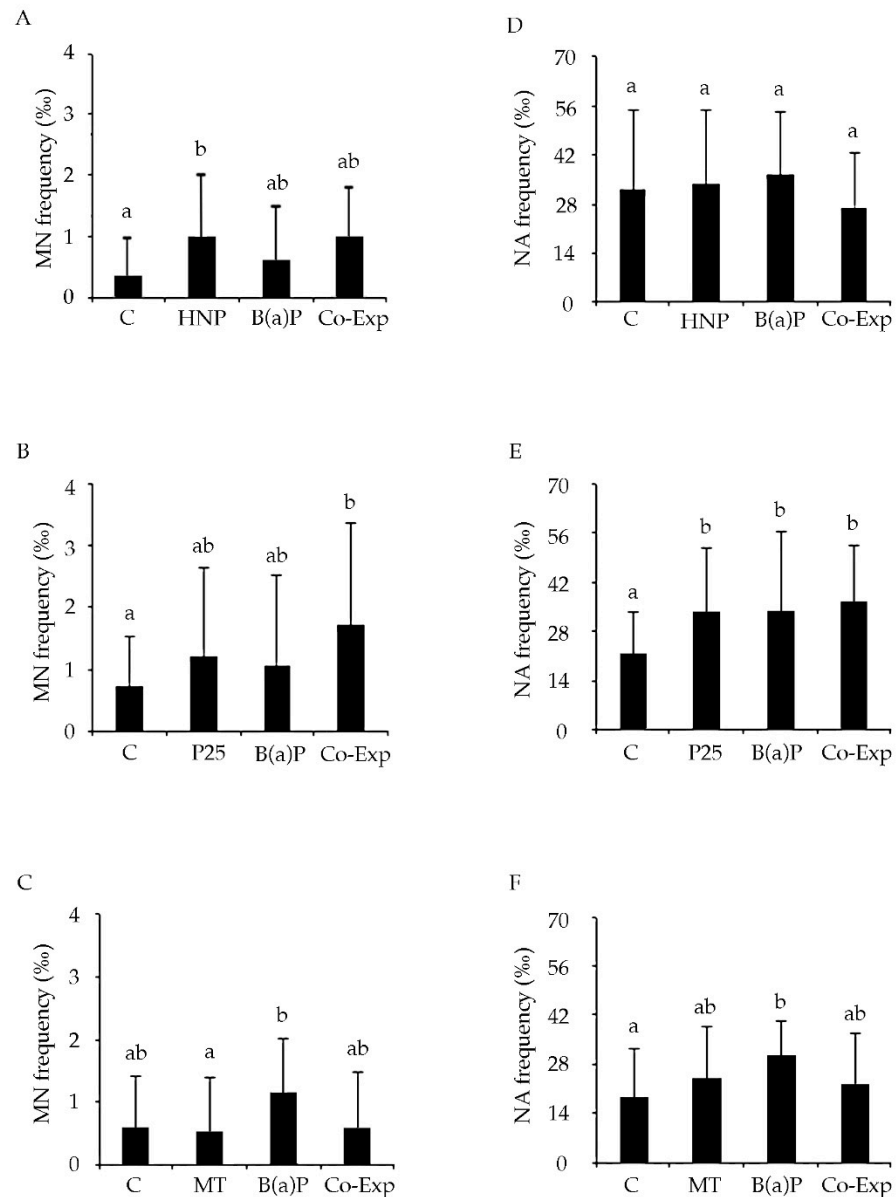 A
MN frequency (‰)
4
3
2
1
0
a
b
ab
ab
C HNP B(a)P Co-Exp
D
NA frequency (‰)
70
56
42
28
14
0
a
a
a
a
C HNP B(a)P Co-Exp
B
MN frequency (‰)
4
3
2
1
0
a
ab
ab
b
C P25 B(a)P Co-Exp
E
NA frequency (‰)
70
56
42
28
14
0
a
b
b
b
C P25 B(a)P Co-Exp
C
MN frequency (‰)
4
3
2
1
0
ab
a
b
ab
C MT B(a)P Co-Exp
F
NA frequency (‰)
70
56
42
28
14
0
a
ab
b
ab
C MT B(a)P Co-Exp